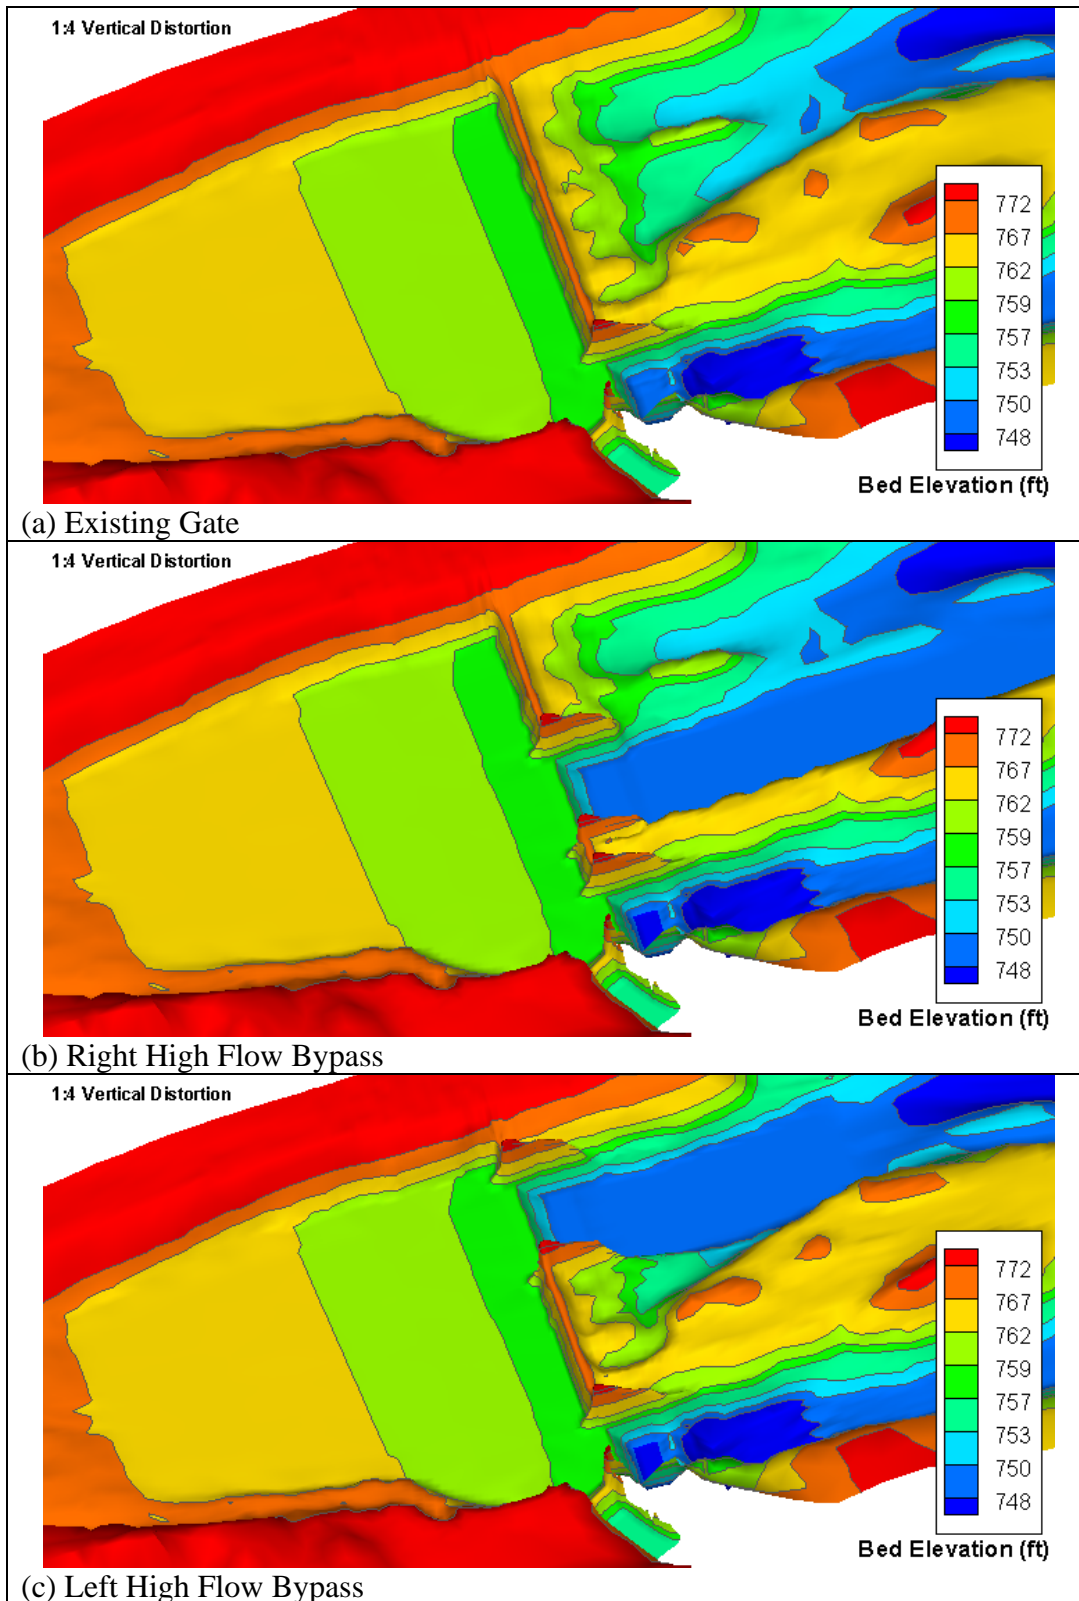 1:4 Vertical Distortion
772
767
762
759
757
753
750
748
Bed Elevation (ft)
(a) Existing Gate
1:4 Vertical Distortion
772
767
762
759
757
753
750
748
Bed Elevation (ft)
(b) Right High Flow Bypass
1:4 Vertical Distortion
772
767
762
759
757
753
750
748
Bed Elevation (ft)
(c) Left High Flow Bypass